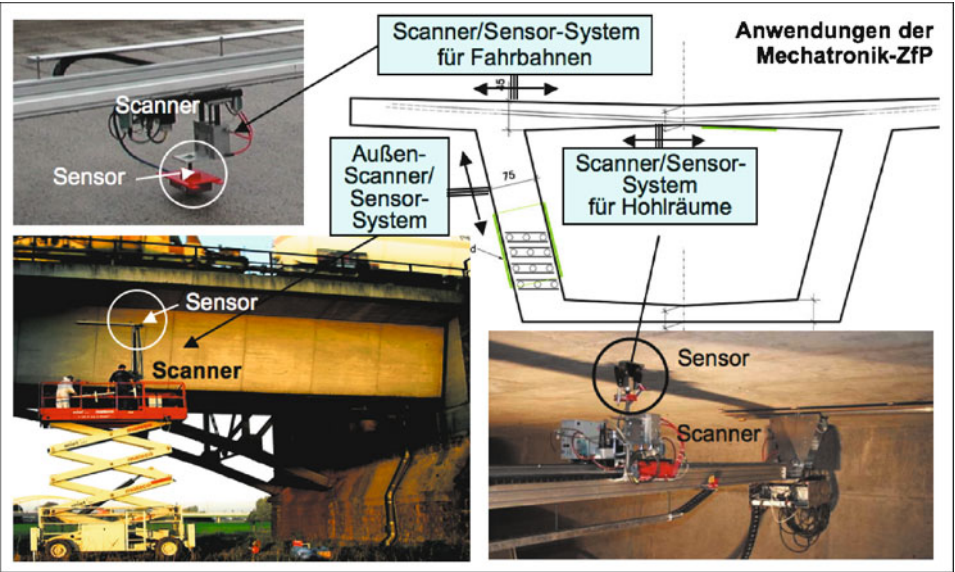 Anwendungen der
Mechatronik-ZfP
Scanner/Sensor-System
für Fahrbahnen
Scanner
Sensor
45
Außen-
Scanner/
Sensor-
System
75
Scanner/Sensor-
System
für Hohlräume
d
Sensor
Scanner
Sensor
Scanner